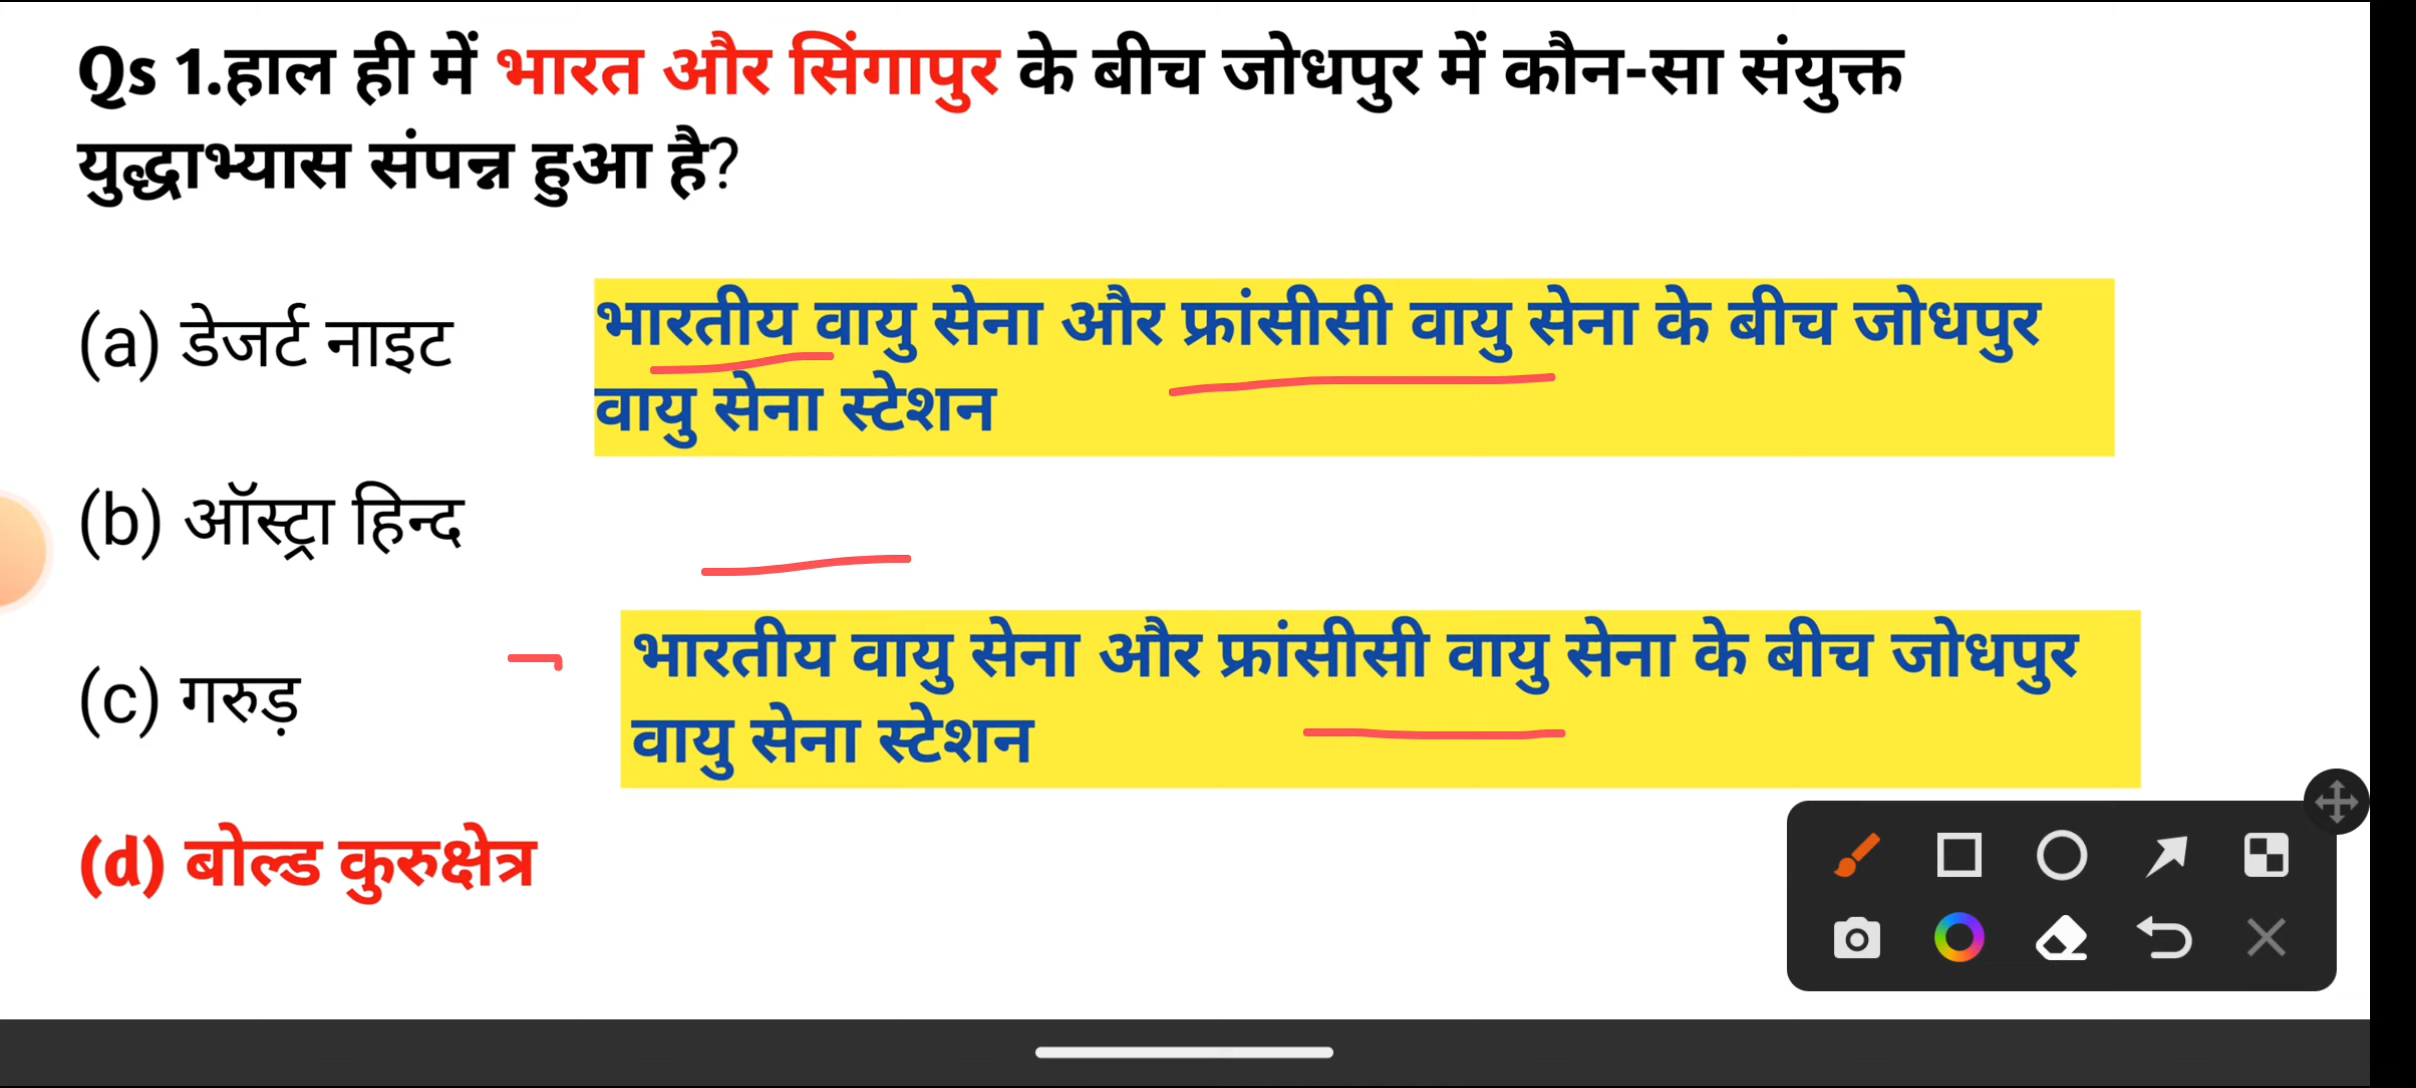 Qs 1.हाल ही में भारत और सिंगापुर के बीच जोधपुर में कौन-सा संयुक्त
युद्धाभ्यास संपन्न हुआ है?
(a) डेजर्ट नाइट
भारतीय वायु सेना और फ्रांसीसी वायु सेना के बीच जोधपुर
वायु सेना स्टेशन
(b) ऑस्ट्रा हिन्द
(c) गरुड़
भारतीय वायु सेना और फ्रांसीसी वायु सेना के बीच जोधपुर
वायु सेना स्टेशन
(d) बोल्ड कुरुक्षेत्र